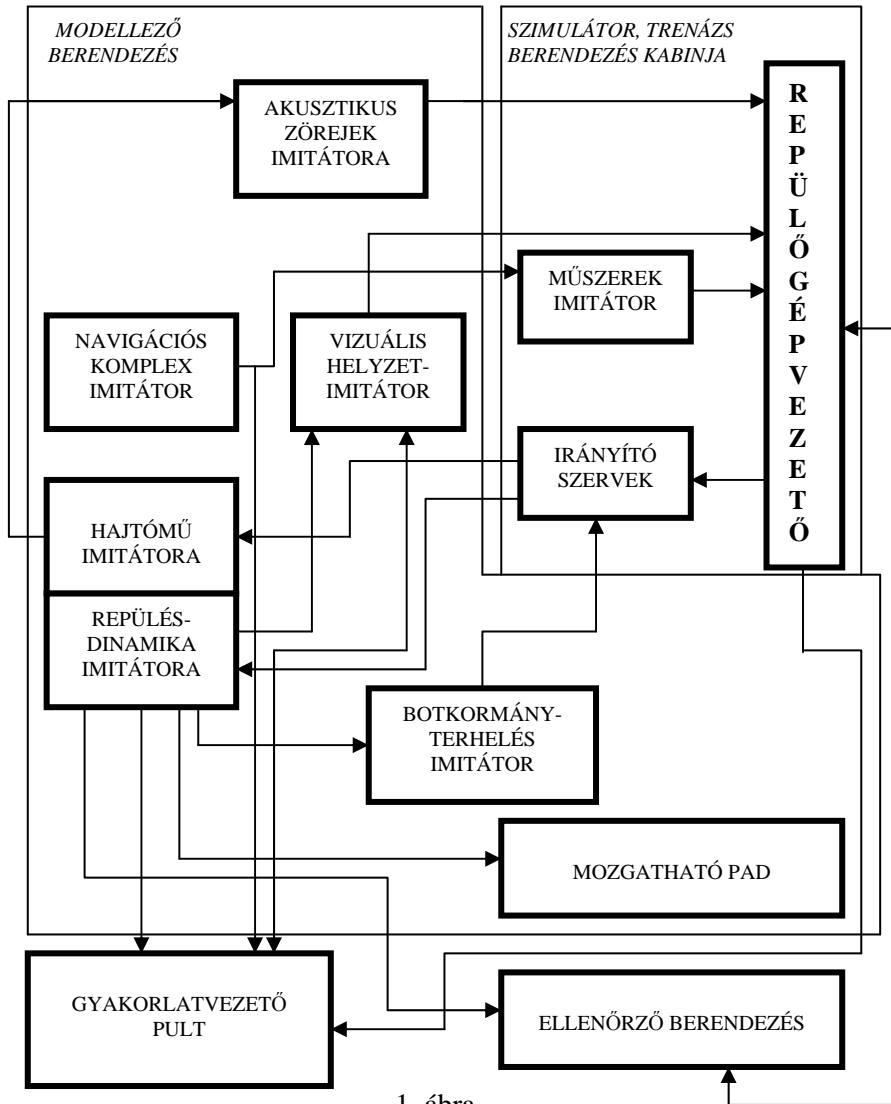 MODELLEZŐ
BERENDEZÉS
SZIMULÁTOR, TRENÁZS
BERENDEZÉS KABINJA
AKUSZTIKUS
ZÖREJEK
IMITÁTORA
R
E
P
Ü
L
Ő
G
É
P
V
E
Z
E
T
Ő
MŰSZEREK
IMITÁTOR
NAVIGÁCIÓS
KOMPLEX
IMITÁTOR
VIZUÁLIS
HELYZET-
IMITÁTOR
IRÁNYÍTÓ
SZERVEK
HAJTÓMŰ
IMITÁTORA
REPÜLÉS-
DINAMIKA
IMITÁTORA
BOTKORMÁNY-
TERHELÉS
IMITÁTOR
MOZGATHATÓ PAD
GYAKORLATVEZETŐ
PULT
ELLENŐRZŐ BERENDEZÉS
1. ábra